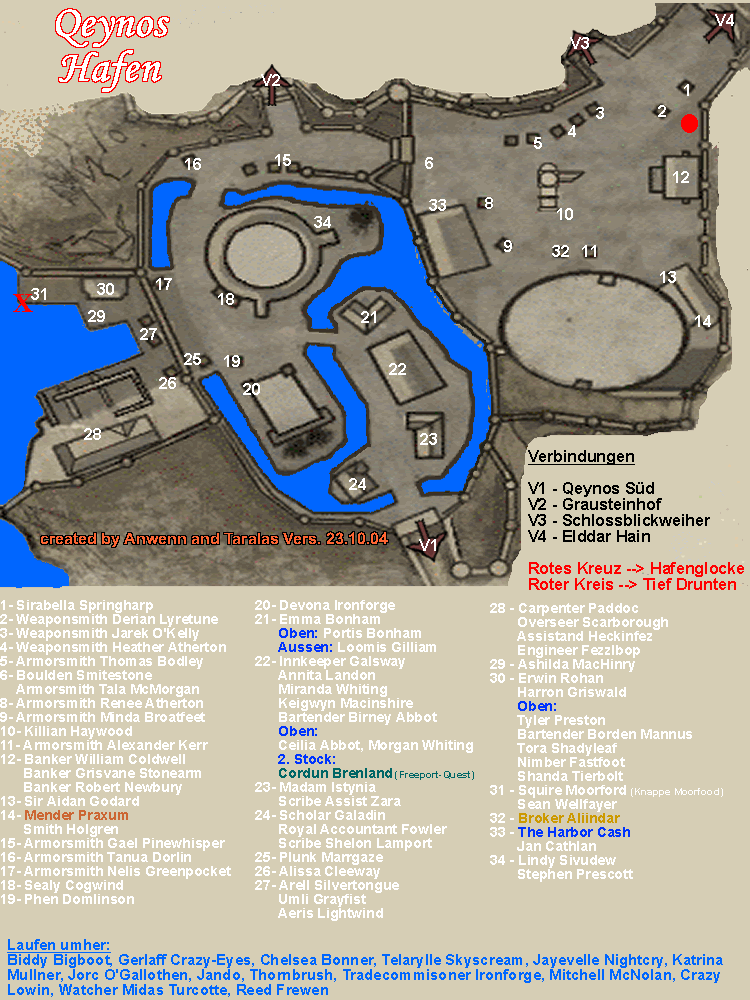 Qeynos
Hafen
V4
V3
V2
1
2
3
4
5
6
12
16
15
33
8
10
34
9
32
11
13
17
30
31
X
29
18
14
21
27
25
19
22
26
20
28
23
24
V1
Verbindungen
V1 - Qeynos Süd
V2 - Grausteinhof
V3 - Schlossblickweiher
V4 - Elddar Hain
created by Anwenn and Taralas Vers. 23.10.04
Rotes Kreuz --> Hafenglocke
Roter Kreis --> Tief Drunten
1- Sirabella Springharp
2- Weaponsmith Derian Lyretune
3- Weaponsmith Jarek O'Kelly
4- Weaponsmith Heather Atherton
5- Armorsmith Thomas Bodley
6- Boulden Smitestone
Armorsmith Tala McMorgan
8- Armorsmith Renee Atherton
9- Armorsmith Minda Broatfeet
10- Killian Haywood
11- Armorsmith Alexander Kerr
12- Banker William Coldwell
Banker Grisvane Stonearm
Banker Robert Newbury
13- Sir Aidan Godard
14- Mender Praxum
Smith Holgren
15- Armorsmith Gael Pinewhisper
16- Armorsmith Tanua Dorlin
17- Armorsmith Nelis Greenpocket
18- Sealy Cogwind
19- Phen Domlinson
20- Devona Ironforge
21- Emma Bonham
Oben: Portis Bonham
Aussen: Loomis Gilliam
22- Innkeeper Galsway
Annita Landon
Miranda Whiting
Keigwyn Macinshire
Bartender Birney Abbot
Oben:
Ceilia Abbot, Morgan Whiting
2. Stock:
Cordun Brenland (Freeport-Quest)
23- Madam Istynia
Scribe Assist Zara
24- Scholar Galadin
Royal Accountant Fowler
Scribe Shelon Lamport
25- Plunk Marrgaze
26- Alissa Cleeway
27- Arell Silvertongue
Umli Grayfist
Aeris Lightwind
28 - Carpenter Paddoc
Overseer Scarborough
Assistand Heckinfez
Engineer Fezzlbop
29 - Ashilda MacHinry
30 - Erwin Rohan
Harron Griswald
Oben:
Tyler Preston
Bartender Borden Mannus
Tora Shadyleaf
Nimber Fastfoot
Shanda Tierbolt
31 - Squire Moorford (Knappe Moorfood)
Sean Wellfayer
32 - Broker Aliindar
33 - The Harbor Cash
Jan Cathlan
34 - Lindy Sivudew
Stephen Prescott
Laufen umher:
Biddy Bigboot, Gerlaff Crazy-Eyes, Chelsea Bonner, Telarylle Skyscream, Jayevelle Nightcry, Katrina
Mullner, Jorc O'Gallothen, Jando, Thornbrush, Tradecommisoner Ironforge, Mitchell McNolan, Crazy
Lowin, Watcher Midas Turcotte, Reed Frewen